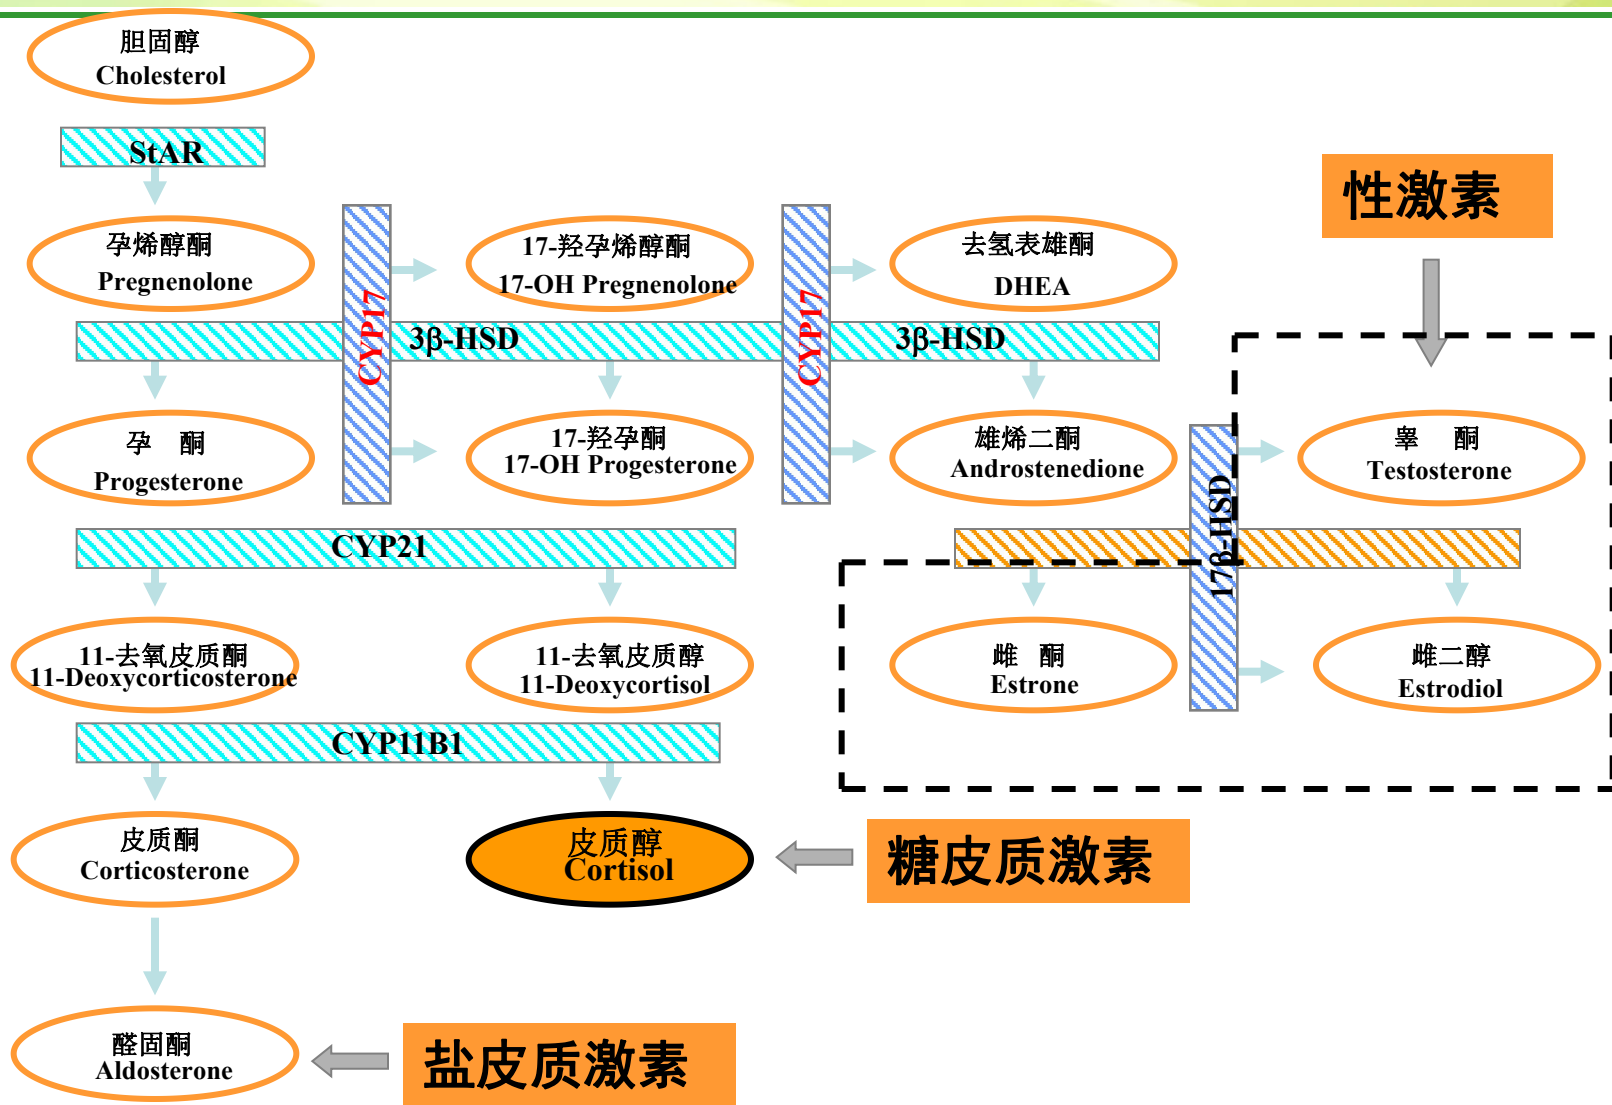 胆固醇
Cholesterol
StAR
性激素
孕烯醇酮
Pregnenolone
17-羟孕烯醇酮
17-OH Pregnenolone
去氢表雄酮
DHEA
CYP17
3β-HSD
CYP17
3β-HSD
孕 酮
Progesterone
17-羟孕酮
17-OH Progesterone
雄烯二酮
Androstenedione
睾 酮
Testosterone
17β-HSD
CYP21
11-去氧皮质酮
11-Deoxycorticosterone
11-去氧皮质醇
11-Deoxycortisol
雌 酮
Estrone
雌二醇
Estrodiol
CYP11B1
皮质酮
Corticosterone
皮质醇
Cortisol
糖皮质激素
醛固酮
Aldosterone
盐皮质激素